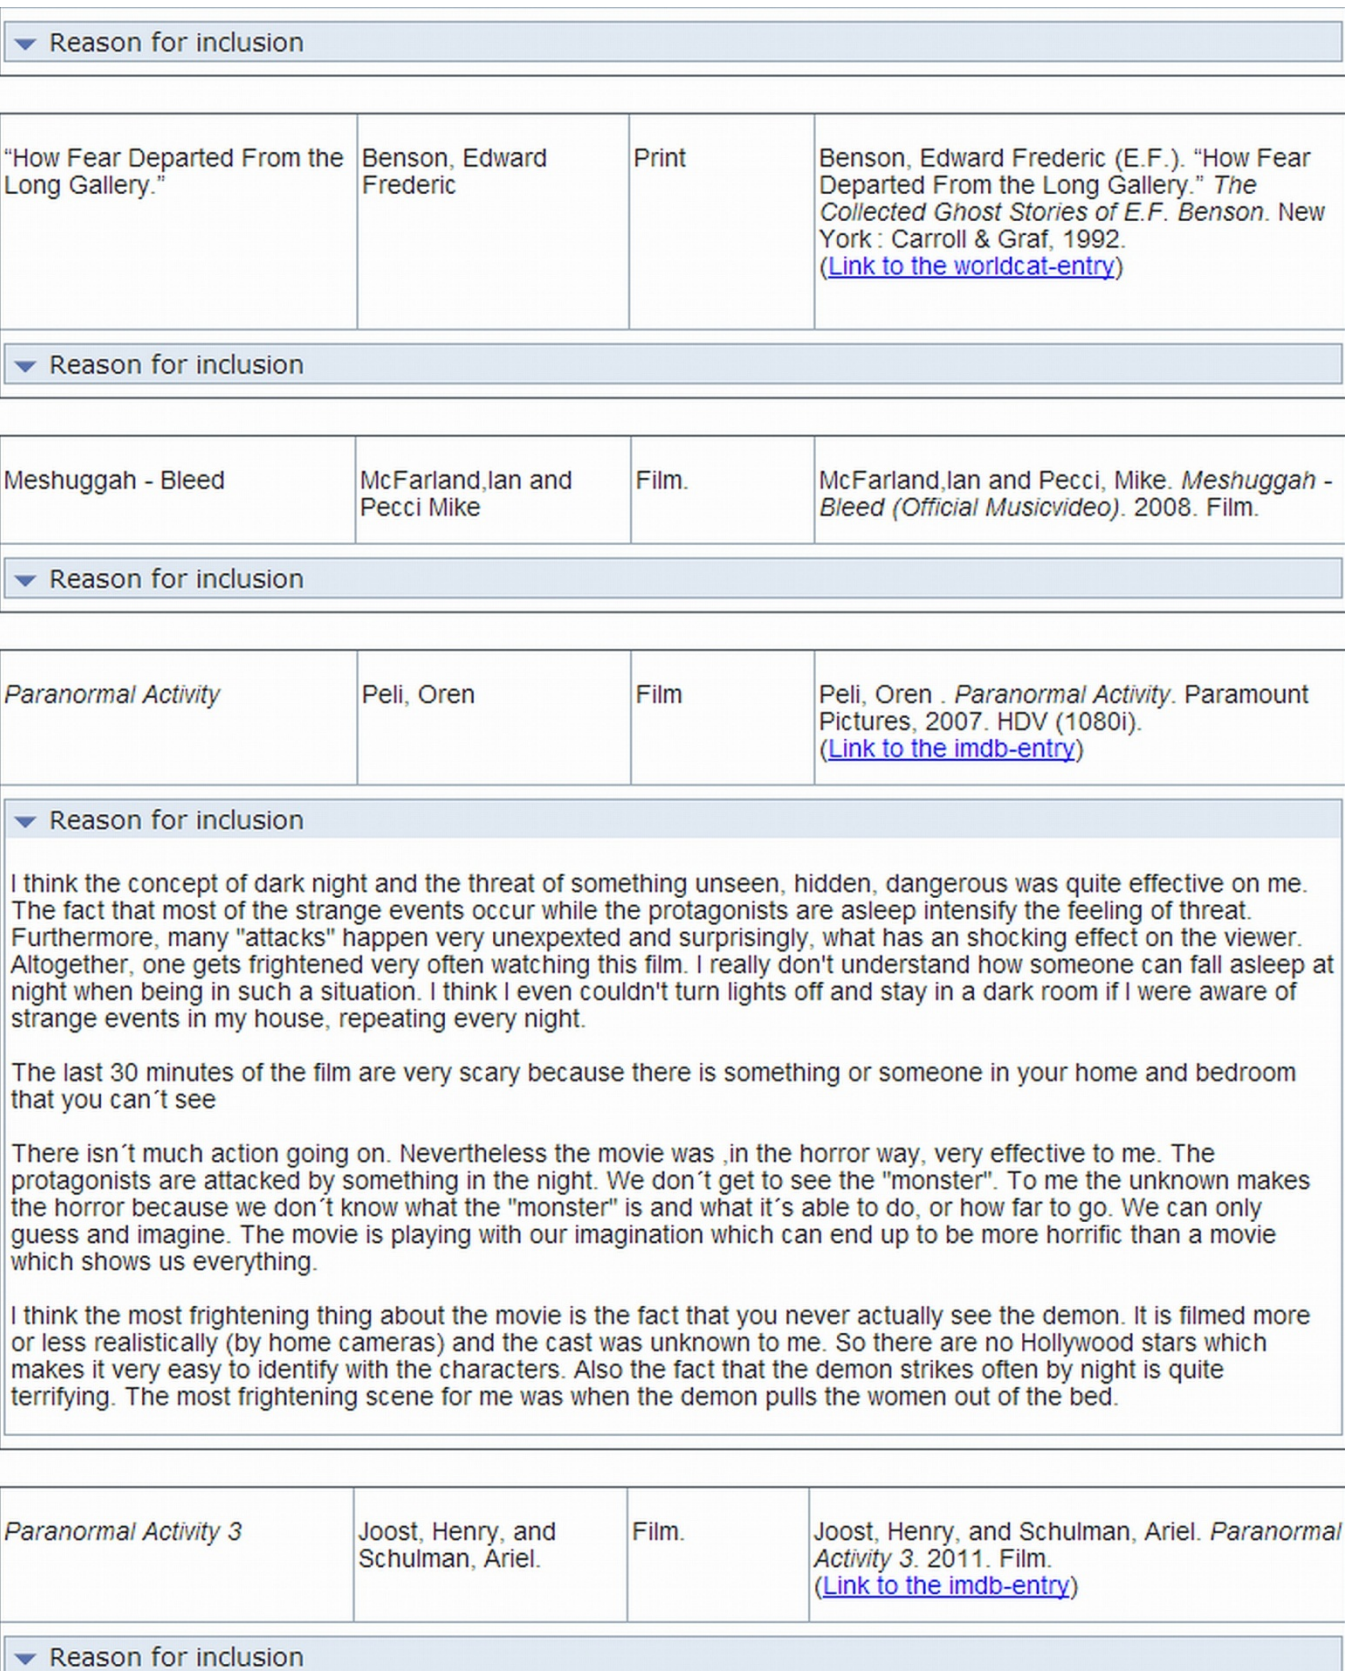 Reason for inclusion
“How Fear Departed From the
Long Gallery.”
Benson, Edward
Frederic
Print
Benson, Edward Frederic (E.F.). “How Fear
Departed From the Long Gallery.” The
Collected Ghost Stories of E.F. Benson. New
York : Carroll & Graf, 1992.
(Link to the worldcat-entry)
Reason for inclusion
Meshuggah - Bleed
McFarland,Ian and
Pecci Mike
Film.
McFarland,Ian and Pecci, Mike. Meshuggah -
Bleed (Official Musicvideo). 2008. Film.
Reason for inclusion
Paranormal Activity
Peli, Oren
Film
Peli, Oren . Paranormal Activity. Paramount
Pictures, 2007. HDV (1080i).
(Link to the imdb-entry)
Reason for inclusion
I think the concept of dark night and the threat of something unseen, hidden, dangerous was quite effective on me.
The fact that most of the strange events occur while the protagonists are asleep intensify the feeling of threat.
Furthermore, many "attacks" happen very unexpexted and surprisingly, what has an shocking effect on the viewer.
Altogether, one gets frightened very often watching this film. I really don't understand how someone can fall asleep at
night when being in such a situation. I think I even couldn't turn lights off and stay in a dark room if I were aware of
strange events in my house, repeating every night.
The last 30 minutes of the film are very scary because there is something or someone in your home and bedroom
that you can´t see
There isn´t much action going on. Nevertheless the movie was ,in the horror way, very effective to me. The
protagonists are attacked by something in the night. We don´t get to see the "monster". To me the unknown makes
the horror because we don´t know what the "monster" is and what it´s able to do, or how far to go. We can only
guess and imagine. The movie is playing with our imagination which can end up to be more horrific than a movie
which shows us everything.
I think the most frightening thing about the movie is the fact that you never actually see the demon. It is filmed more
or less realistically (by home cameras) and the cast was unknown to me. So there are no Hollywood stars which
makes it very easy to identify with the characters. Also the fact that the demon strikes often by night is quite
terrifying. The most frightening scene for me was when the demon pulls the women out of the bed.
Paranormal Activity 3
Joost, Henry, and
Schulman, Ariel.
Film.
Joost, Henry, and Schulman, Ariel. Paranormal
Activity 3. 2011. Film.
(Link to the imdb-entry)
Reason for inclusion